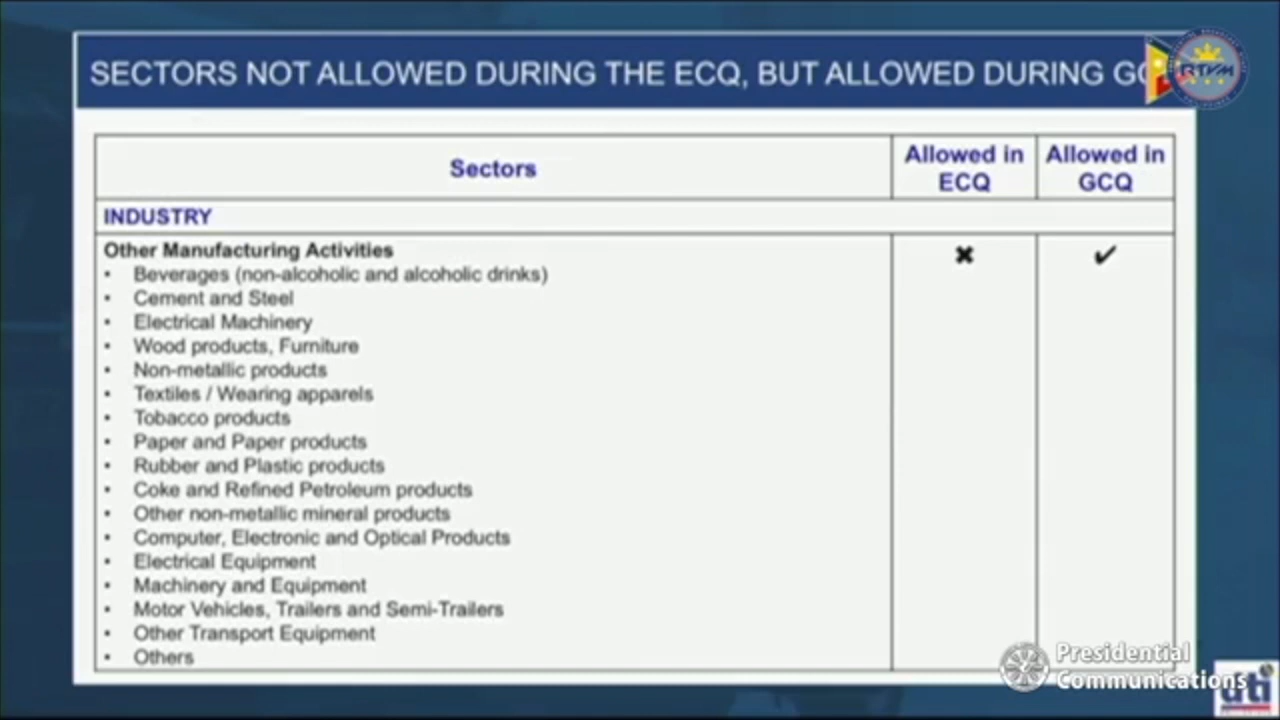 SECTORS NOT ALLOWED DURING THE ECQ, BUT ALLOWED DURING
RTVM
Sectors
Allowed in ECQ
Allowed in GCQ
INDUSTRY
Other Manufacturing Activities ✖ ✔
• Beverages (non-alcoholic and alcoholic drinks)
• Cement and Steel
• Electrical Machinery
• Wood products, Furniture
• Non-metallic products
• Textiles / Wearing apparels
• Tobacco products
• Paper and Paper products
• Rubber and Plastic products
• Coke and Refined Petroleum products
• Other non-metallic mineral products
• Computer, Electronic and Optical Products
• Electrical Equipment
• Machinery and Equipment
• Motor Vehicles, Trailers and Semi-Trailers
• Other Transport Equipment
• Others
Presidential
Communications
dti